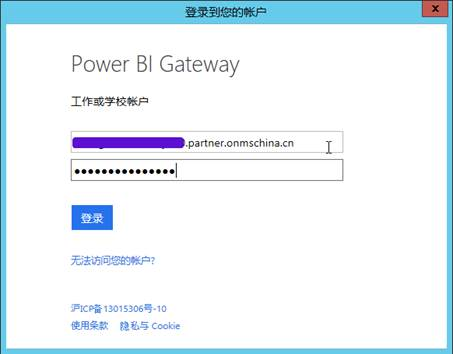 登录到您的帐户
x
Power BI Gateway
工作或学校帐户
.partner.onmschina.cn
●●●●●●●●●●●●●●●
登录
无法访问您的帐户?
沪ICP备13015306号-10
使用条款 隐私与 Cookie